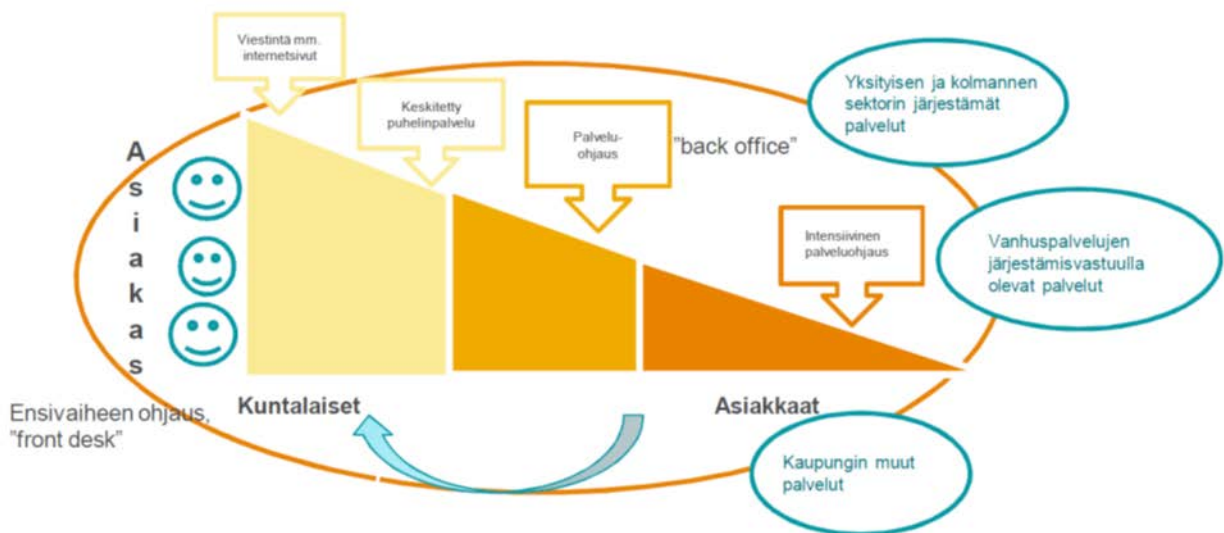 Viestintä mm.
internetsivut
Keskitetty
puhelinpalvelu
Palvelu-
ohjaus
”back office”
Intensiivinen
palveluohjaus
Yksityisen ja kolmannen
sektorin järjestämät
palvelut
Vanhuspalvelujen
järjestämisvastuulla
olevat palvelut
Kaupungin muut
palvelut
A
s
i
a
k
a
s
Ensivaiheen ohjaus,
”front desk”
Kuntalaiset
Asiakkaat